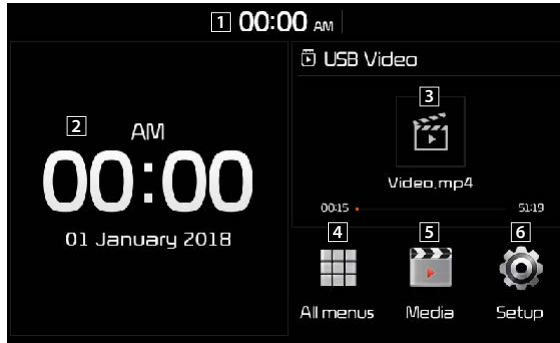 1 00:00 AM
2 AM
00:00
01 January 2018
USB Video
3
Video.mp4
00:15 51:19
4 5 6
All menus Media Setup